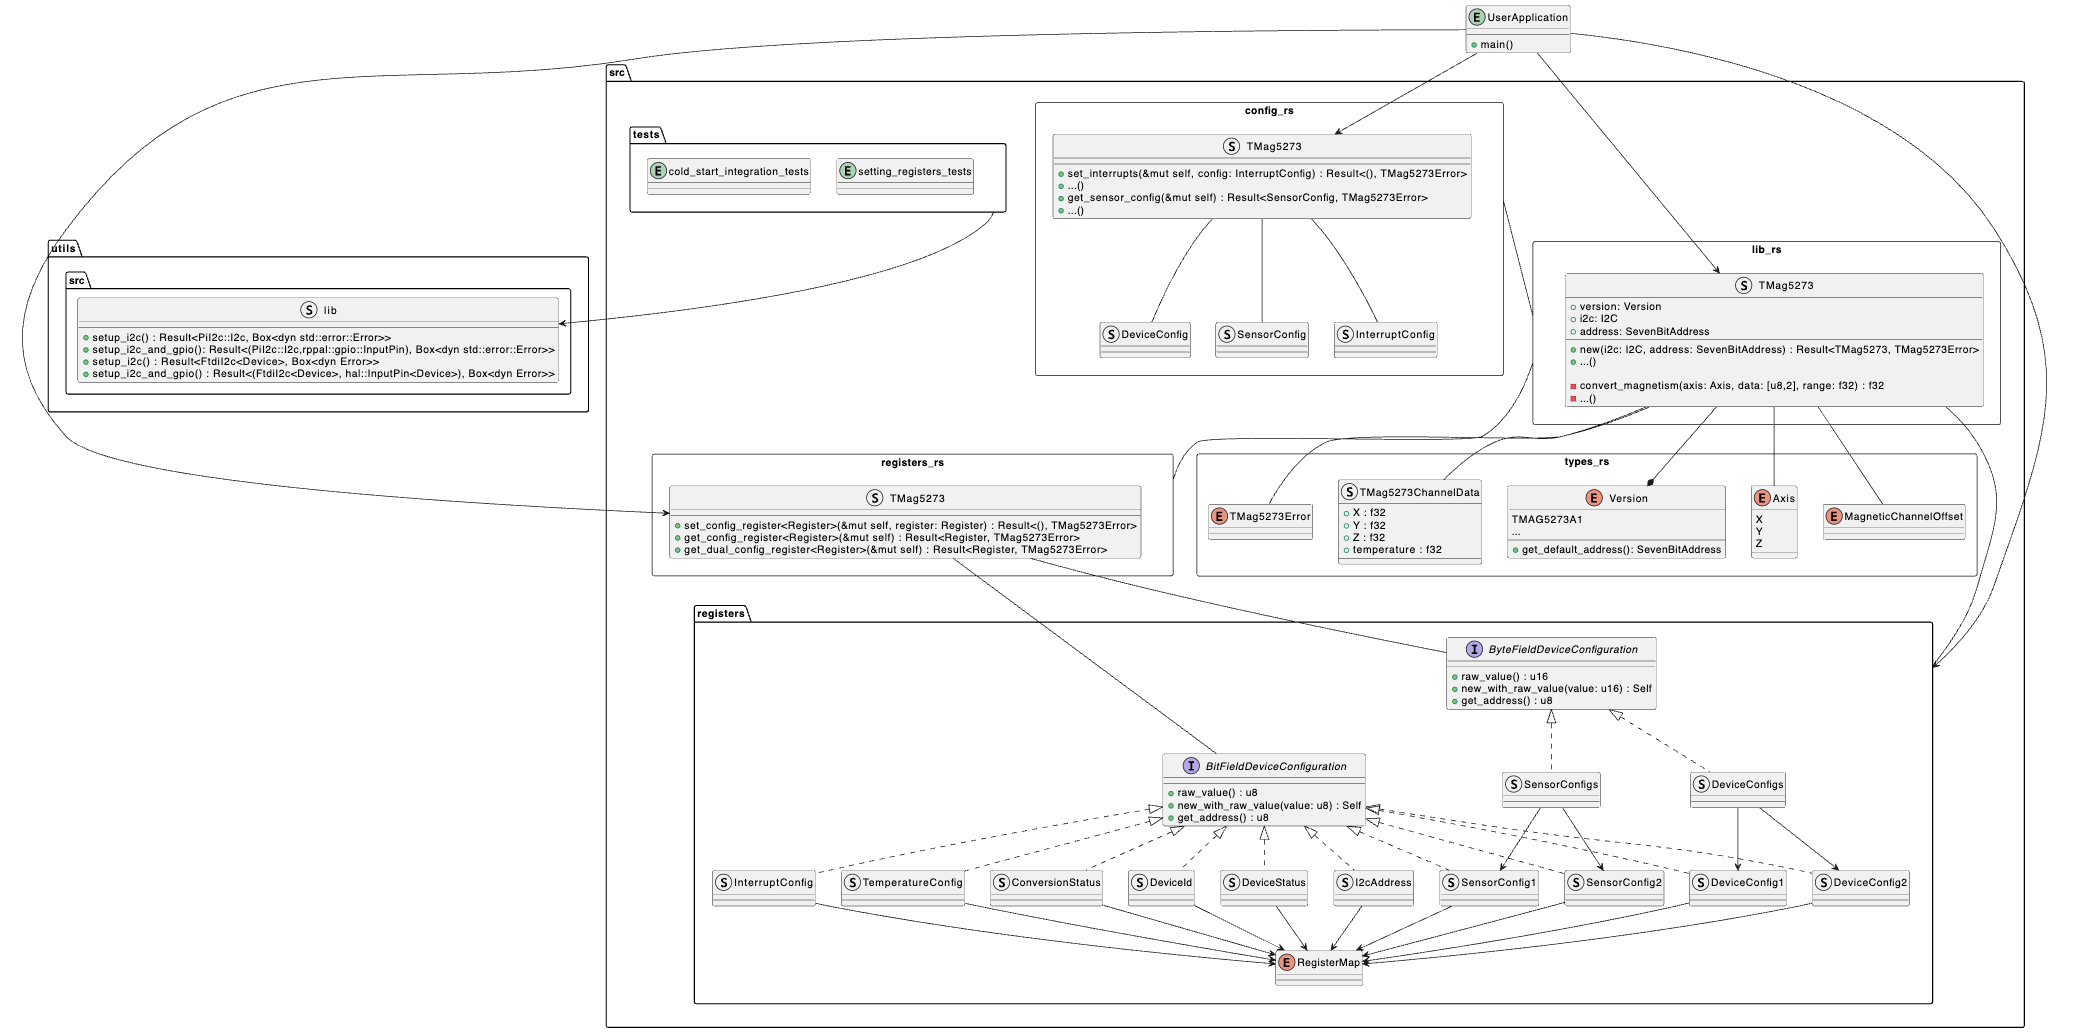 E UserApplication
main()
src
config_rs
S TMag5273
set_interrupts(&mut self, config: InterruptConfig) : Result<(), TMag5273Error>
...()
get_sensor_config(&mut self) : Result<SensorConfig, TMag5273Error>
...()
S DeviceConfig
S SensorConfig
S InterruptConfig
tests
E cold_start_integration_tests
E setting_registers_tests
utils
src
S lib
setup_i2c() : Result<PiI2c::I2c, Box<dyn std::error::Error>>
setup_i2c_and_gpio(): Result<(PiI2c::I2c,rppal::gpio::InputPin), Box<dyn std::error::Error>>
setup_i2c() : Result<FtdiI2c<Device>, Box<dyn Error>>
setup_i2c_and_gpio() : Result<(FtdiI2c<Device>, hal::InputPin<Device>), Box<dyn Error>>
lib_rs
S TMag5273
version: Version
i2c: I2C
address: SevenBitAddress
new(i2c: I2C, address: SevenBitAddress) : Result<TMag5273, TMag5273Error>
...()
convert_magnetism(axis: Axis, data: [u8,2], range: f32) : f32
...()
registers_rs
S TMag5273
set_config_register<Register>(&mut self, register: Register) : Result<(), TMag5273Error>
get_config_register<Register>(&mut self) : Result<Register, TMag5273Error>
get_dual_config_register<Register>(&mut self) : Result<Register, TMag5273Error>
types_rs
E TMag5273Error
S TMag5273ChannelData
X : f32
Y : f32
Z : f32
temperature : f32
E Version
TMAG5273A1
...
get_default_address(): SevenBitAddress
E Axis
X
Y
Z
E MagneticChannelOffset
registers
I ByteFieldDeviceConfiguration
raw_value() : u16
new_with_raw_value(value: u16) : Self
get_address() : u8
I BitFieldDeviceConfiguration
raw_value() : u8
new_with_raw_value(value: u8) : Self
get_address() : u8
S SensorConfigs
S DeviceConfigs
S InterruptConfig
S TemperatureConfig
S ConversionStatus
S DeviceId
S DeviceStatus
S I2cAddress
S SensorConfig1
S SensorConfig2
S DeviceConfig1
S DeviceConfig2
E RegisterMap